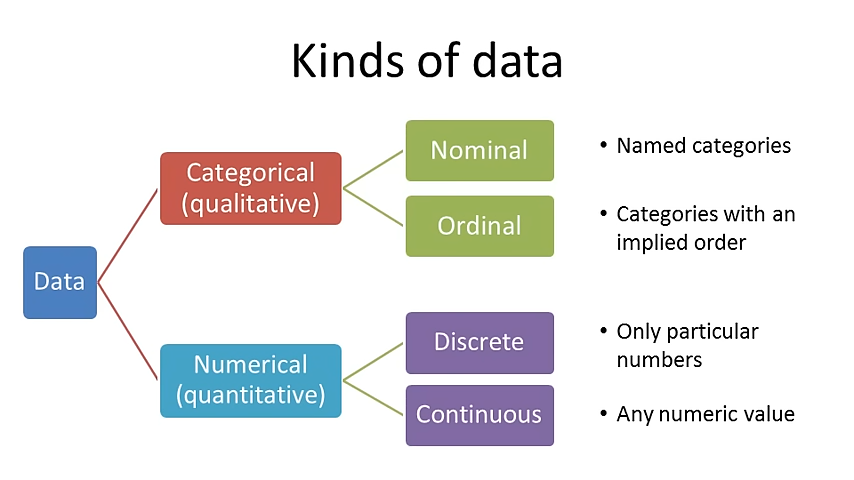 Kinds of data
Data
Categorical
(qualitative)
Numerical
(quantitative)
Nominal
Ordinal
Discrete
Continuous
• Named categories
• Categories with an
implied order
• Only particular
numbers
• Any numeric value